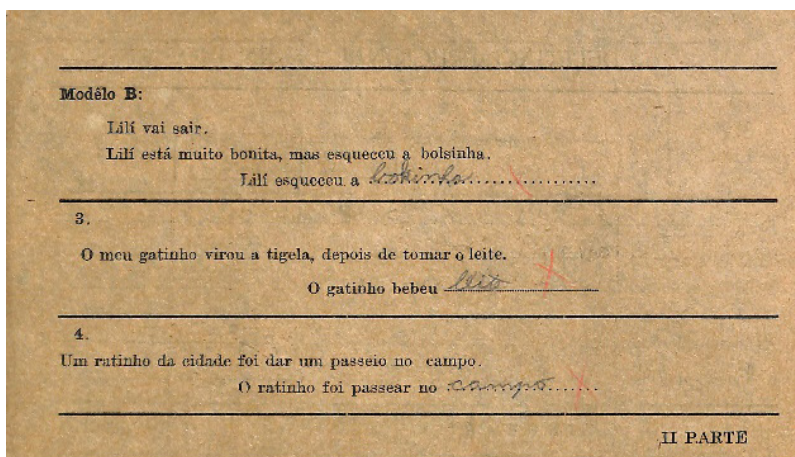 Modêlo B:
Lilí vai sair.
Lilí está muito bonita, mas esqueceu a bolsinha.
Lilí esqueceu a bolsinha
3.
O meu gatinho virou a tigela, depois de tomar o leite.
O gatinho bebeu
4.
Um ratinho da cidade foi dar um passeio no campo.
O ratinho foi passear no campo
II PARTE